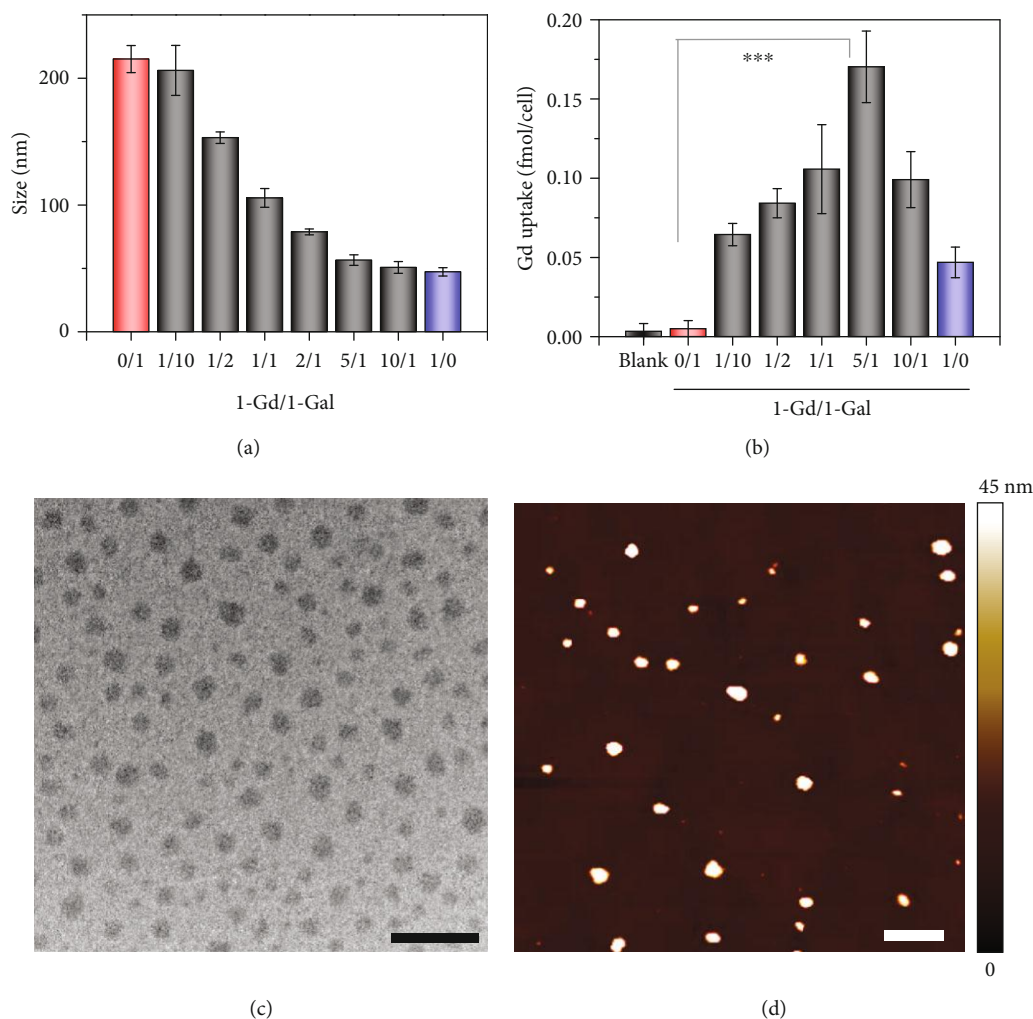 200
100
0
Size (nm)
0/1 1/10 1/2 1/1 2/1 5/1 10/1 1/0
1-Gd/1-Gal
(a)
0.20
0.15
0.10
0.05
0.00
Gd uptake (fmol/cell)
***
Blank 0/1 1/10 1/2 1/1 5/1 10/1 1/0
1-Gd/1-Gal
(b)
(c)
45 nm
0
(d)